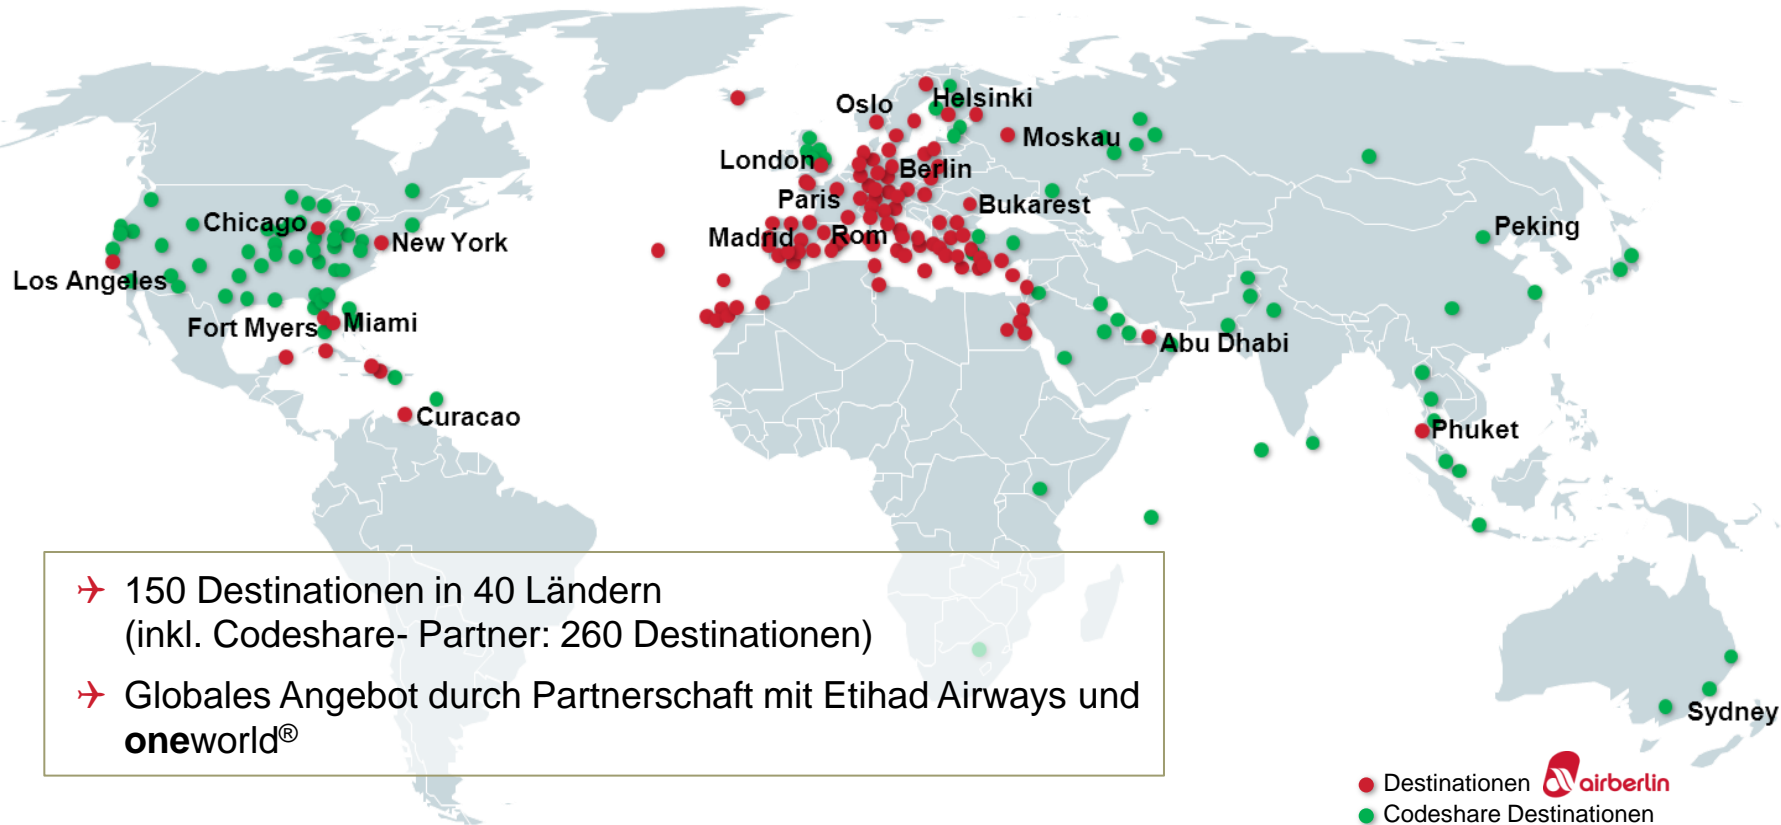 Oslo
Helsinki
Moskau
London
Berlin
Paris
Bukarest
Chicago
New York
Madrid
Rom
Peking
Los Angeles
Fort Myers
Miami
Abu Dhabi
Curacao
Phuket
150 Destinationen in 40 Ländern
(inkl. Codeshare- Partner: 260 Destinationen)
Globales Angebot durch Partnerschaft mit Etihad Airways und
oneworld®
Sydney
Destinationen airberlin
Codeshare Destinationen